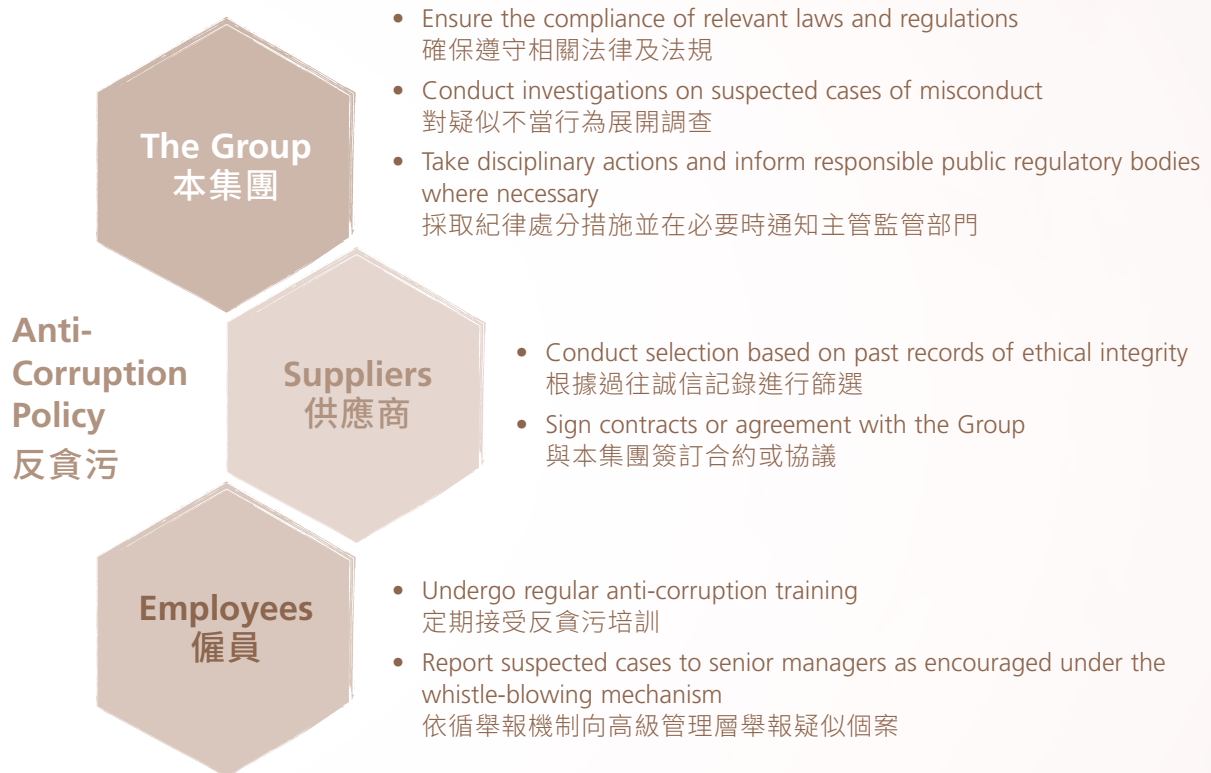 Anti-
Corruption
Policy
反貪污
The Group
本集團
• Ensure the compliance of relevant laws and regulations
確保遵守相關法律及法規
• Conduct investigations on suspected cases of misconduct
對疑似不當行為展開調查
• Take disciplinary actions and inform responsible public regulatory bodies
where necessary
採取紀律處分措施並在必要時通知主管監管部門
Suppliers
供應商
• Conduct selection based on past records of ethical integrity
根據過往誠信記錄進行篩選
• Sign contracts or agreement with the Group
與本集團簽訂合約或協議
Employees
僱員
• Undergo regular anti-corruption training
定期接受反貪污培訓
• Report suspected cases to senior managers as encouraged under the
whistle-blowing mechanism
依循舉報機制向高級管理層舉報疑似個案